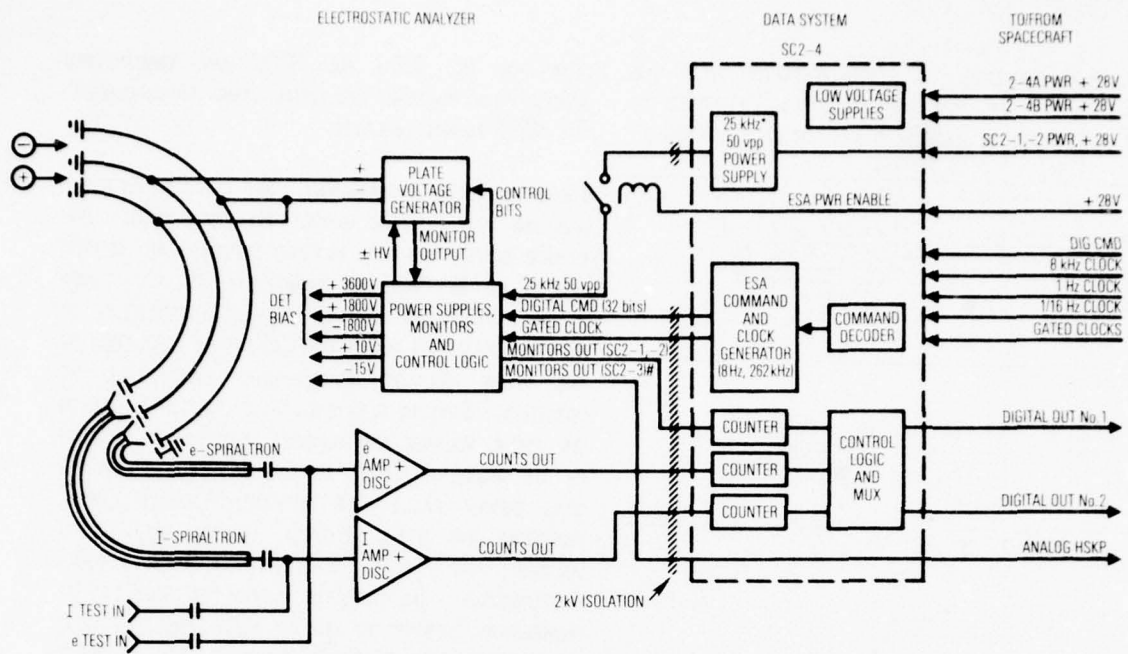 ELECTROSTATIC ANALYZER
DATA SYSTEM
SC2-4
TO/FROM
SPACECRAFT
LOW VOLTAGE
SUPPLIES
2-4A PWR + 28V
2-4B PWR + 28V
25 kHz*
50 vpp
POWER
SUPPLY
SC2-1,-2 PWR, + 28V
−
+
PLATE
VOLTAGE
GENERATOR
+
−
CONTROL
BITS
ESA PWR ENABLE
+ 28V
± HV
MONITOR
OUTPUT
DIG CMD
8 kHz CLOCK
1 Hz CLOCK
1/16 Hz CLOCK
GATED CLOCKS
DET
BIAS
+ 3600V
+ 1800V
-1800V
+ 10V
-15V
POWER SUPPLIES,
MONITORS
AND
CONTROL LOGIC
25 kHz 50 vpp
DIGITAL CMD (32 bits)
GATED CLOCK
MONITORS OUT (SC2-1,-2)
MONITORS OUT (SC2-3)#
ESA
COMMAND
AND
CLOCK
GENERATOR
(8Hz, 262kHz)
COMMAND
DECODER
e-SPIRALTRON
e
AMP +
DISC
COUNTS OUT
COUNTER
COUNTER
COUNTER
CONTROL
LOGIC
AND
MUX
DIGITAL OUT No.1
DIGITAL OUT No.2
I-SPIRALTRON
I
AMP +
DISC
COUNTS OUT
ANALOG HSKP
2 kV ISOLATION
I TEST IN
e TEST IN